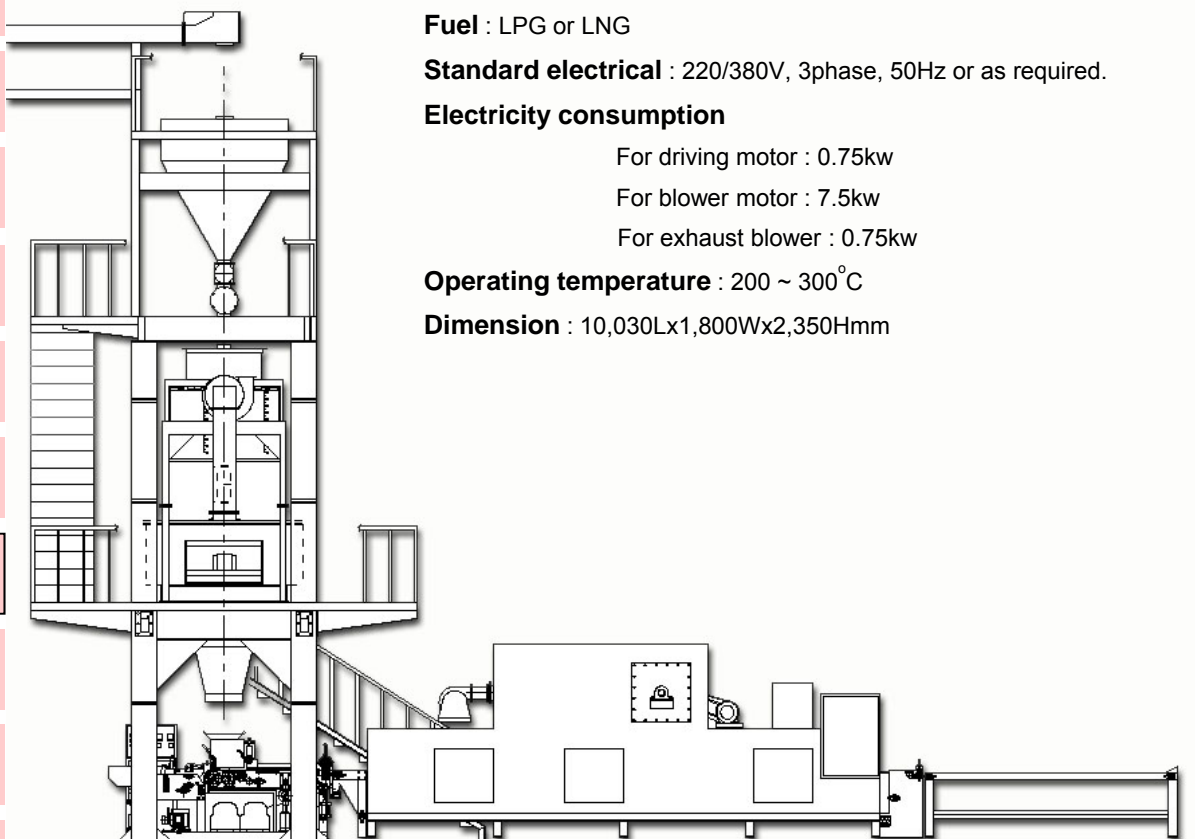 Fuel : LPG or LNG
Standard electrical : 220/380V, 3phase, 50Hz or as required.
Electricity consumption
For driving motor : 0.75kw
For blower motor : 7.5kw
For exhaust blower : 0.75kw
Operating temperature : 200 ~ 300°C
Dimension : 10,030Lx1,800Wx2,350Hmm